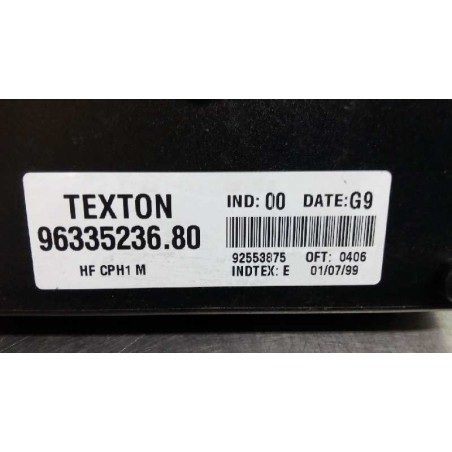 TEXTON
96335236.80
HF CPH1 M
IND: 00 DATE: G9
92553875 OFT: 0406
INDTEX: E 01/07/99